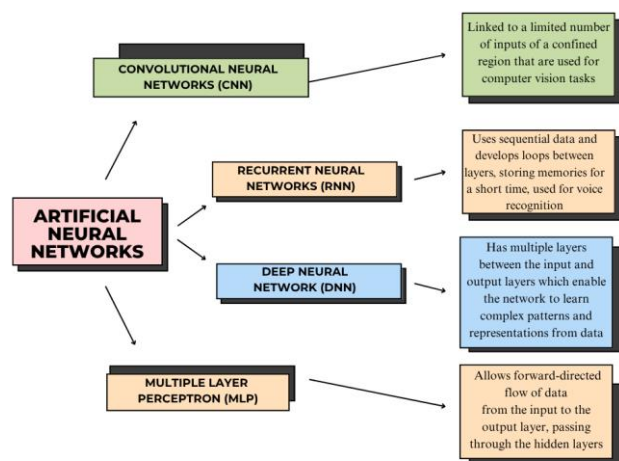 CONVOLUTIONAL NEURAL
NETWORKS (CNN)
Linked to a limited number
of inputs of a confined
region that are used for
computer vision tasks
RECURRENT NEURAL
NETWORKS (RNN)
Uses sequential data and
develops loops between
layers, storing memories for
a short time, used for voice
recognition
ARTIFICIAL
NEURAL
NETWORKS
DEEP NEURAL
NETWORK (DNN)
Has multiple layers
between the input and
output layers which enable
the network to learn
complex patterns and
representations from data
MULTIPLE LAYER
PERCEPTRON (MLP)
Allows forward-directed
flow of data
from the input to the
output layer, passing
through the hidden layers